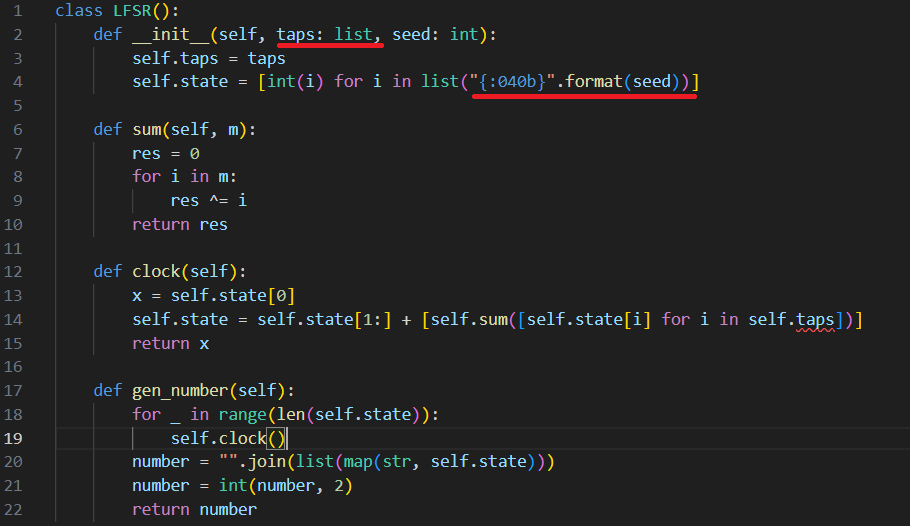 1 class LFSR():
2     def __init__(self, taps: list, seed: int):
3         self.taps = taps
4         self.state = [int(i) for i in list("{:040b}".format(seed))]
5
6     def sum(self, m):
7         res = 0
8         for i in m:
9             res ^= i
10         return res
11
12     def clock(self):
13         x = self.state[0]
14         self.state = self.state[1:] + [self.sum([self.state[i] for i in self.taps])]
15         return x
16
17     def gen_number(self):
18         for _ in range(len(self.state)):
19             self.clock()
20         number = "".join(list(map(str, self.state)))
21         number = int(number, 2)
22         return number